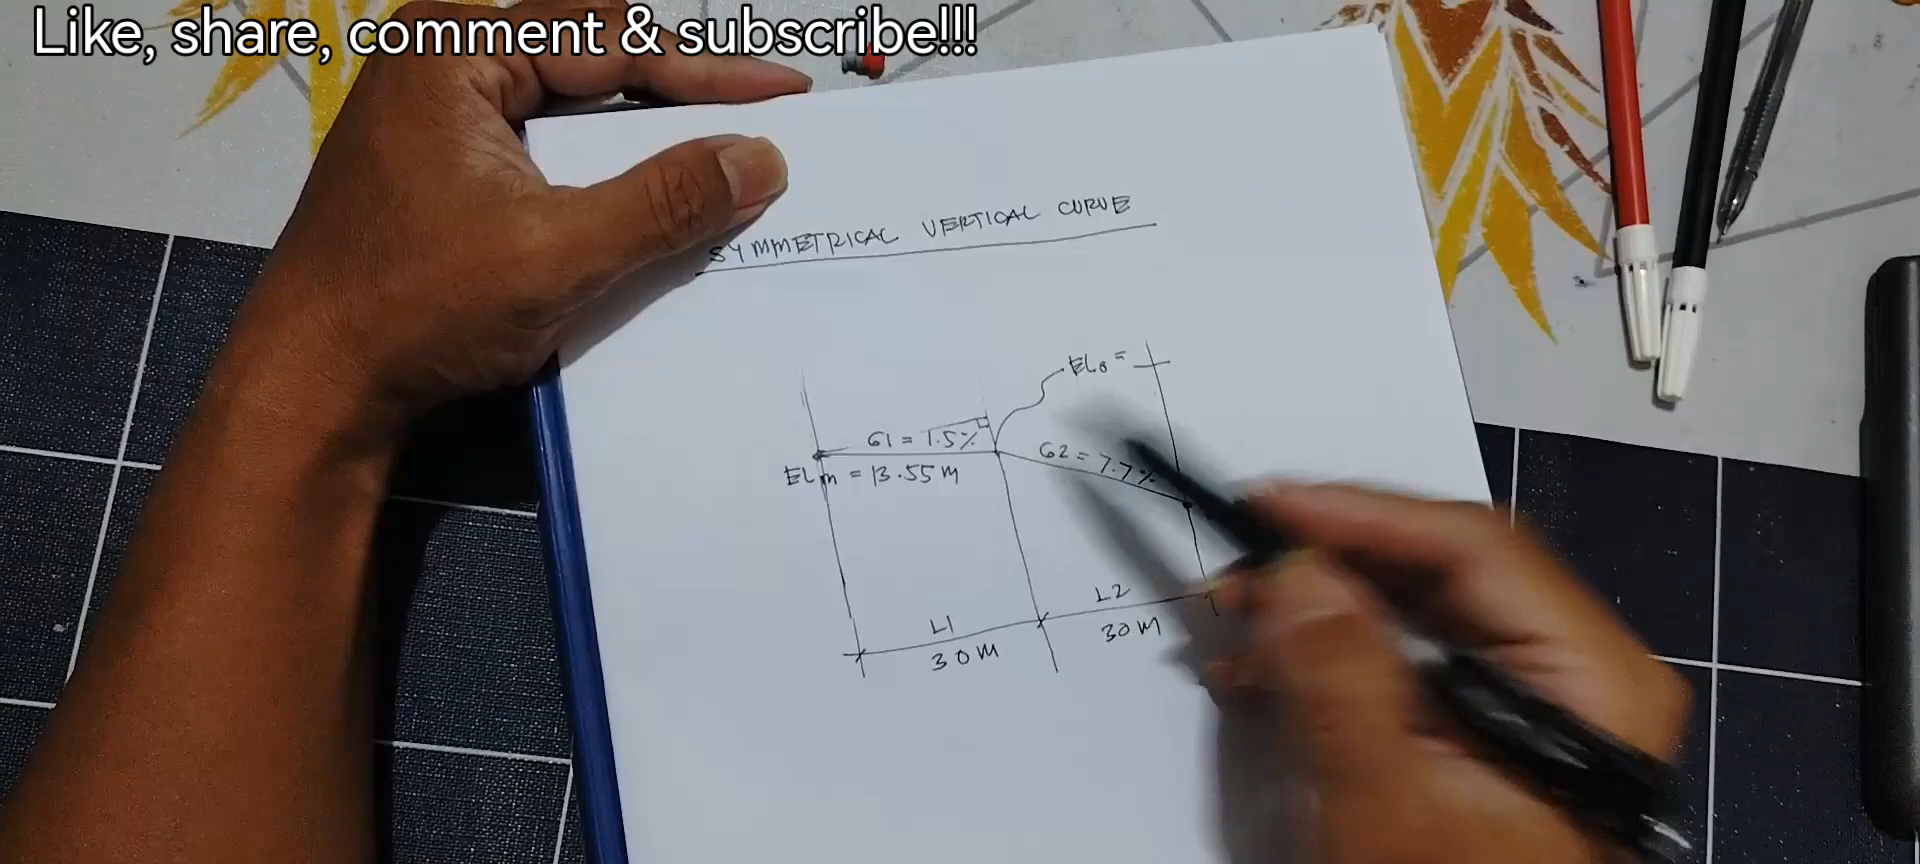 Like, share, comment & subscribe!!!
SYMMETRICAL VERTICAL CURVE
ELo =
G1 = 1.5%
G2 = 7.7%
ELm = 13.55 m
L1
L2
30 M
30 M